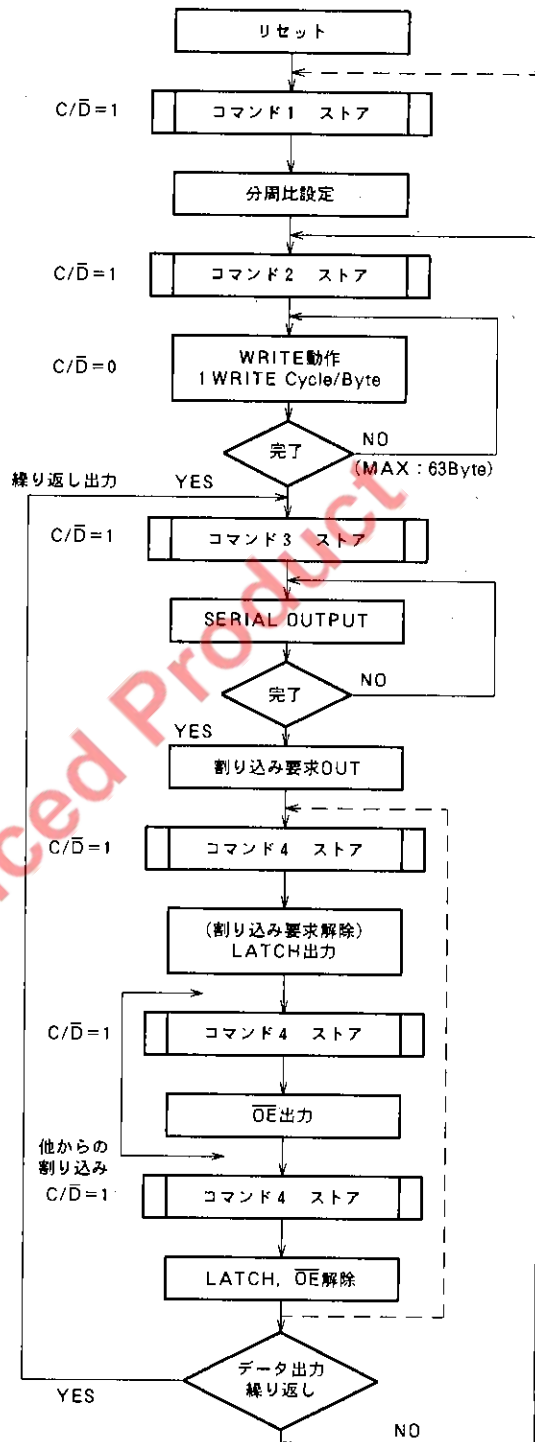 リセット
C/D̅=1
コマンド1 ストア
分周比設定
C/D̅=1
コマンド2 ストア
C/D̅=0
WRITE動作
1 WRITE Cycle/Byte
完了
NO
(MAX:63Byte)
繰り返し出力
YES
C/D̅=1
コマンド3 ストア
SERIAL OUTPUT
完了
NO
YES
割り込み要求OUT
C/D̅=1
コマンド4 ストア
(割り込み要求解除)
LATCH出力
C/D̅=1
コマンド4 ストア
O̅E̅出力
他からの
割り込み
C/D̅=1
コマンド4 ストア
LATCH, O̅E̅解除
データ出力
繰り返し
YES
NO
ced Product